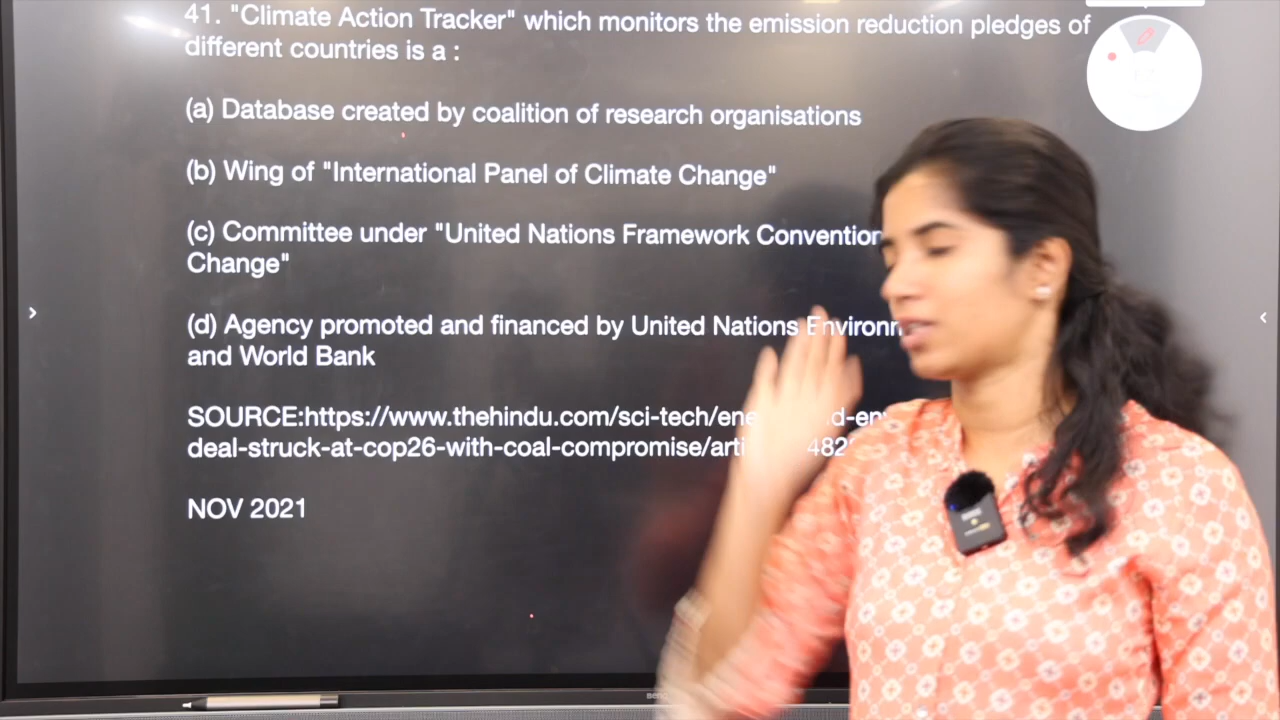 41. "Climate Action Tracker" which monitors the emission reduction pledges of
different countries is a :
(a) Database created by coalition of research organisations
(b) Wing of "International Panel of Climate Change"
(c) Committee under "United Nations Framework Convention
Change"
(d) Agency promoted and financed by United Nations
and World Bank
SOURCE:https://www.thehindu.com/sci-tech/ene d-en
deal-struck-at-cop26-with-coal-compromise/arti 482
NOV 2021